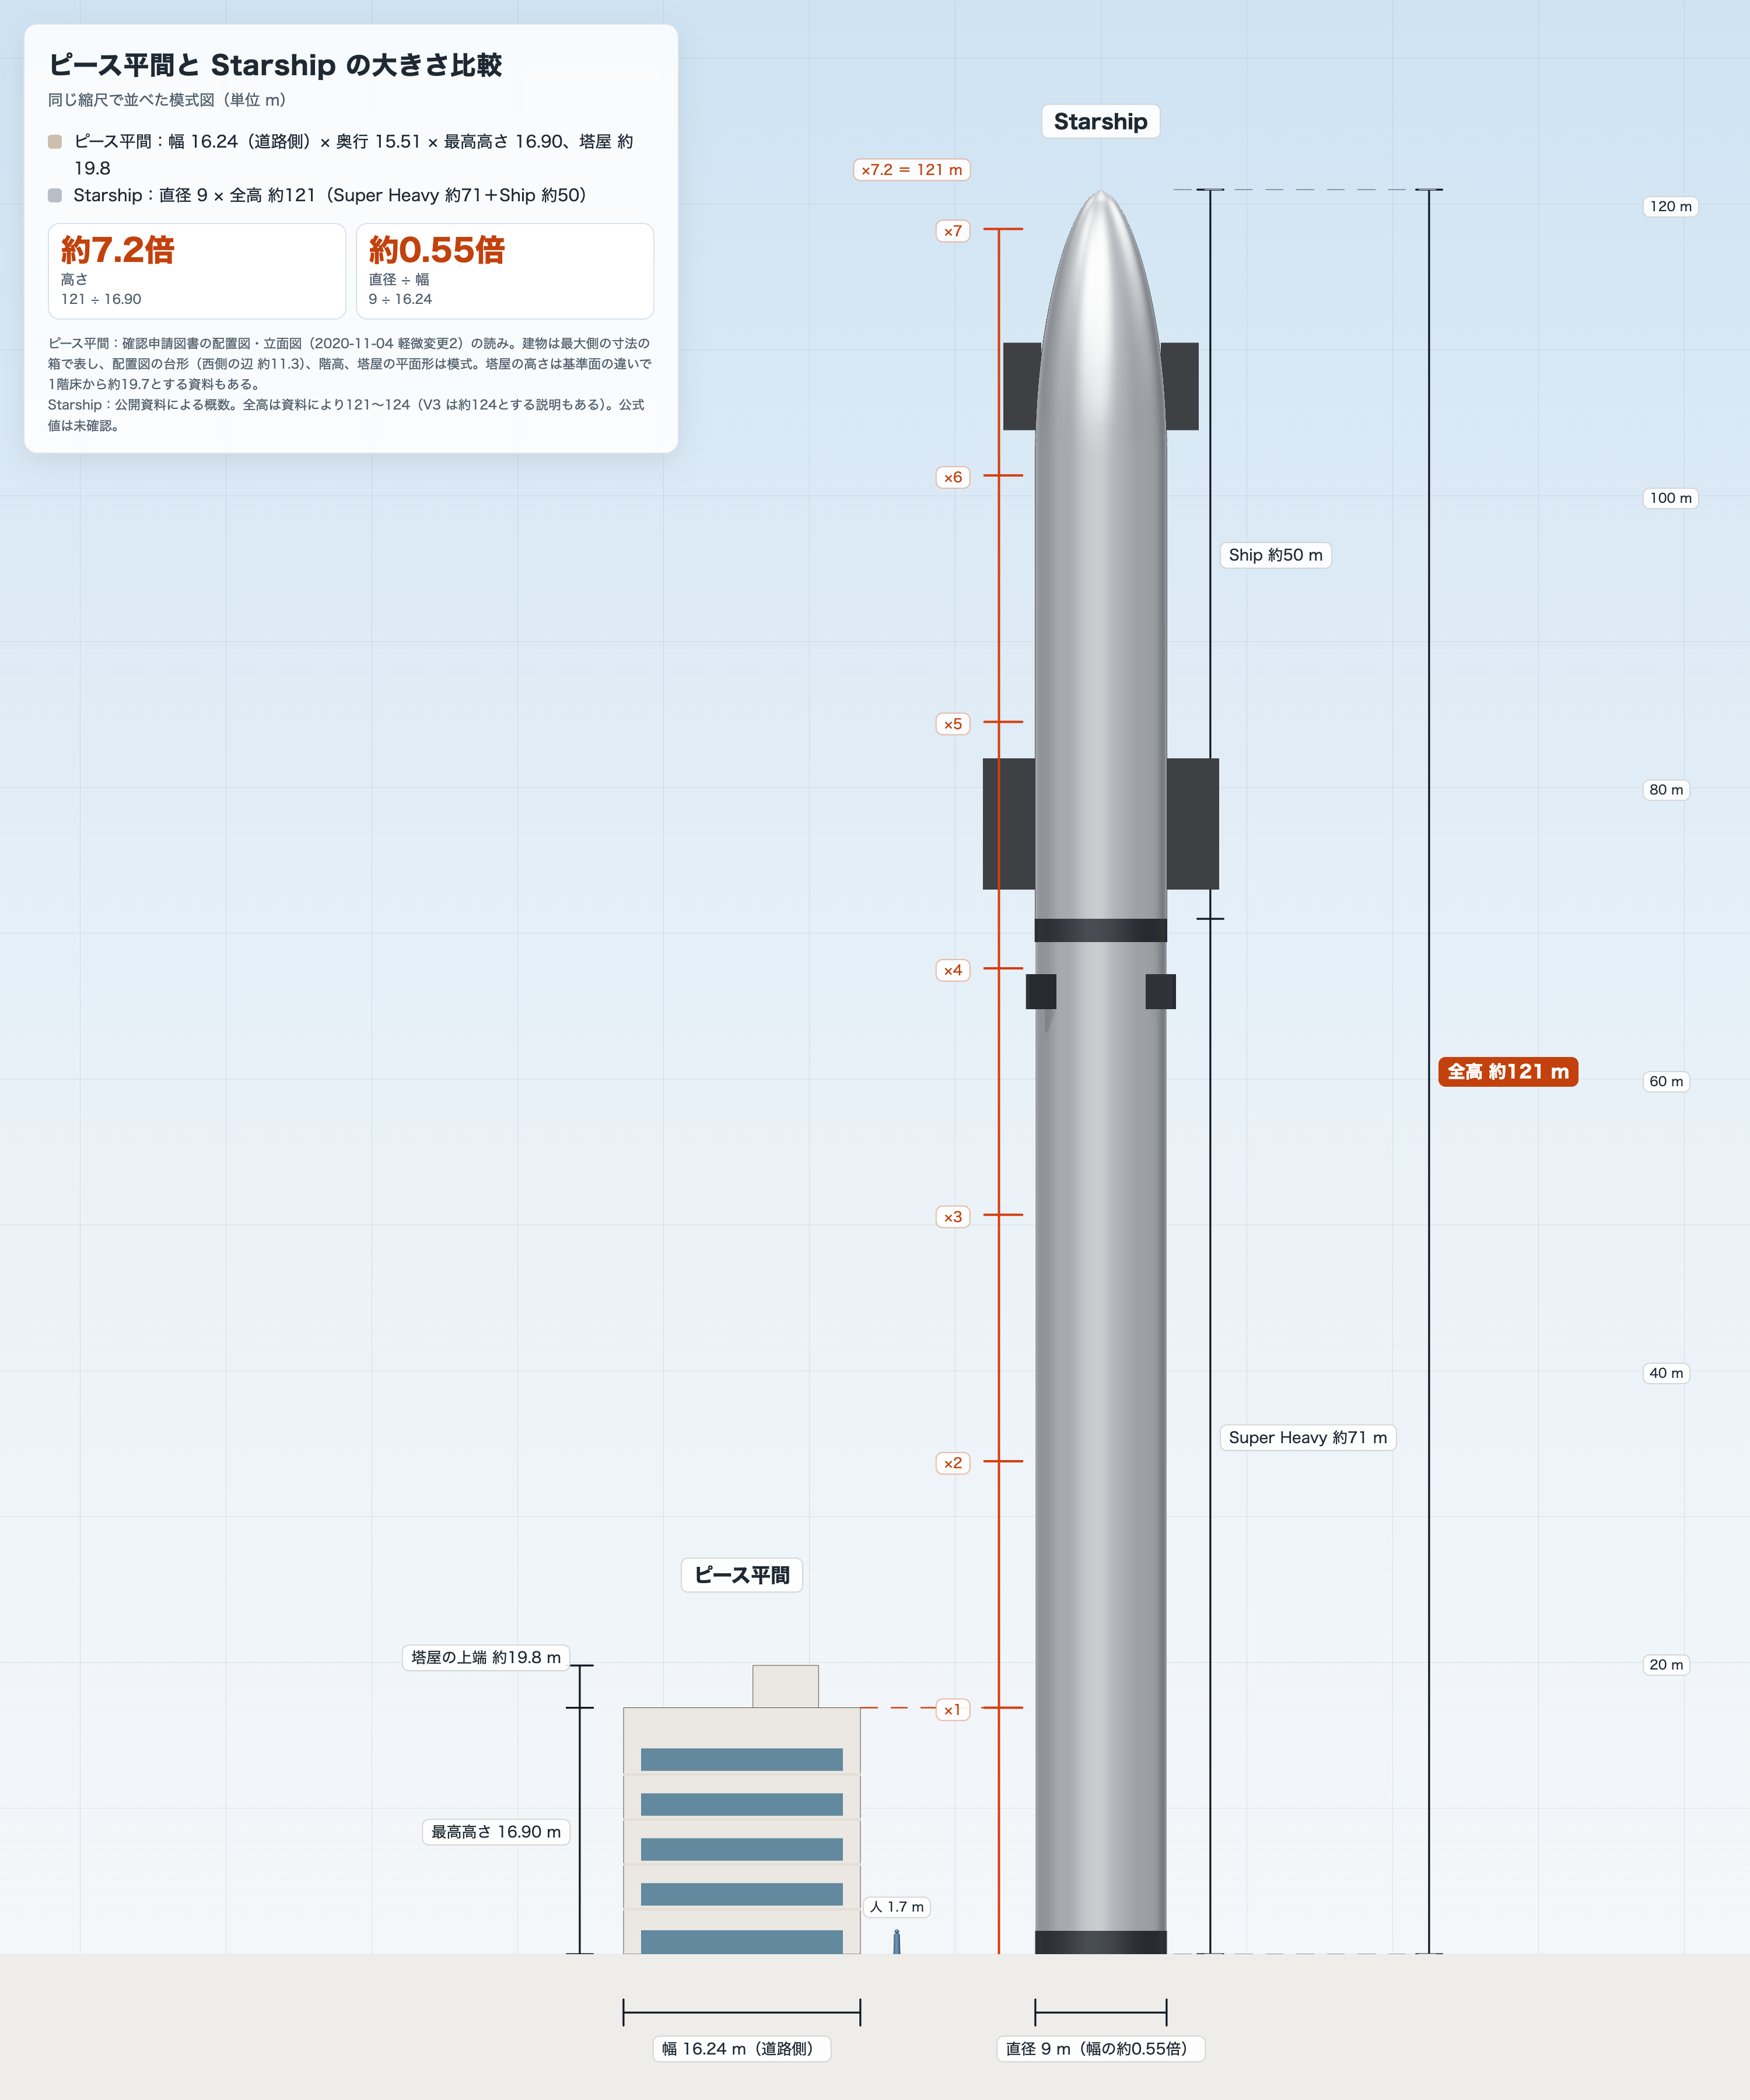 ピース平間と Starship の大きさ比較
同じ縮尺で並べた模式図（単位 m）
ピース平間：幅 16.24（道路側）× 奥行 15.51 × 最高高さ 16.90、塔屋 約
19.8
Starship：直径 9 × 全高 約121（Super Heavy 約71＋Ship 約50）
約7.2倍
高さ
121 ÷ 16.90
約0.55倍
直径 ÷ 幅
9 ÷ 16.24
ピース平間：確認申請図書の配置図・立面図（2020-11-04 軽微変更2）の読み。建物は最大側の寸法の
箱で表し、配置図の台形（西側の辺 約11.3）、階高、塔屋の平面形は模式。塔屋の高さは基準面の違いで
1階床から約19.7とする資料もある。
Starship：公開資料による概数。全高は資料により121〜124（V3 は約124とする説明もある）。公式
値は未確認。
Starship
×7.2 = 121 m
120 m
×7
×6
100 m
Ship 約50 m
×5
80 m
×4
全高 約121 m
60 m
×3
40 m
Super Heavy 約71 m
×2
ピース平間
塔屋の上端 約19.8 m
20 m
×1
最高高さ 16.90 m
人 1.7 m
幅 16.24 m（道路側）
直径 9 m（幅の約0.55倍）